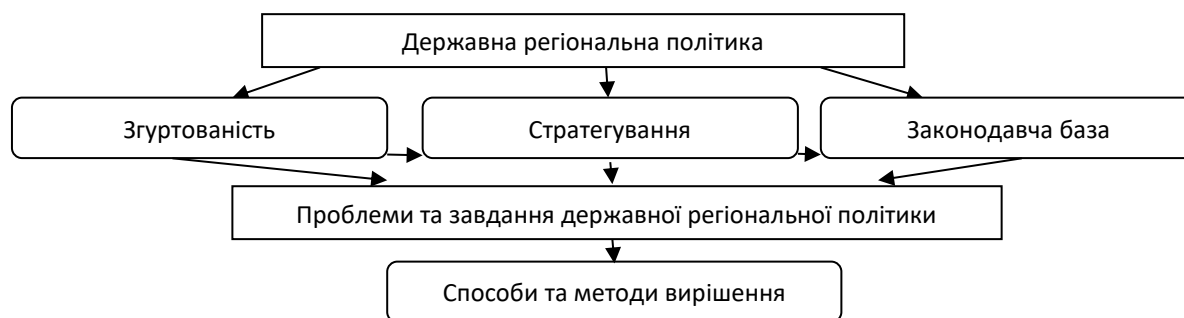 Державна регіональна політика
Згуртованість
Стратегування
Законодавча база
Проблеми та завдання державної регіональної політики
Способи та методи вирішення